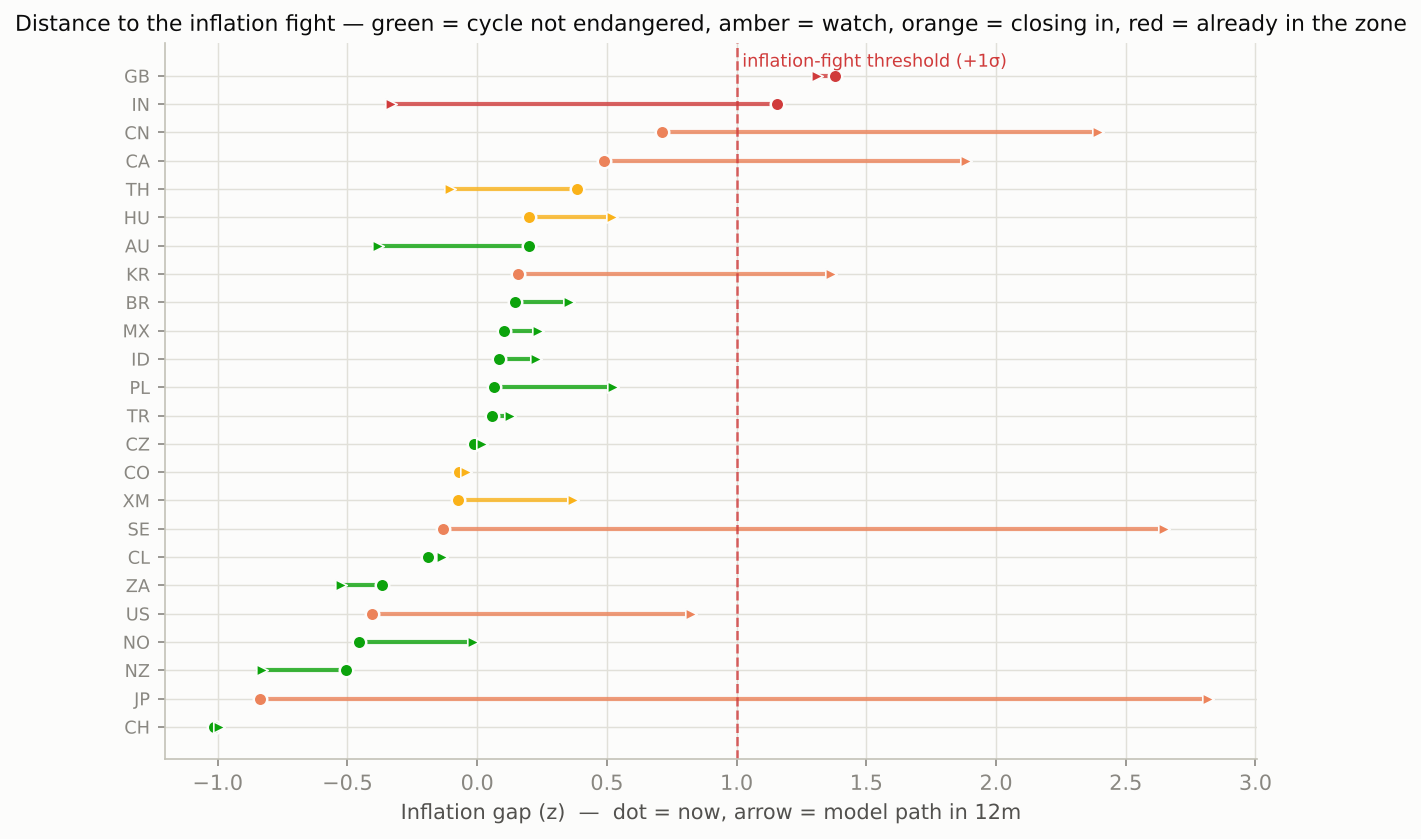 Distance to the inflation fight — green = cycle not endangered, amber = watch, orange = closing in, red = already in the zone
inflation-fight threshold (+1σ)
GB
IN
CN
CA
TH
HU
AU
KR
BR
MX
ID
PL
TR
CZ
CO
XM
SE
CL
ZA
US
NO
NZ
JP
CH
−1.0 −0.5 0.0 0.5 1.0 1.5 2.0 2.5 3.0
Inflation gap (z) — dot = now, arrow = model path in 12m